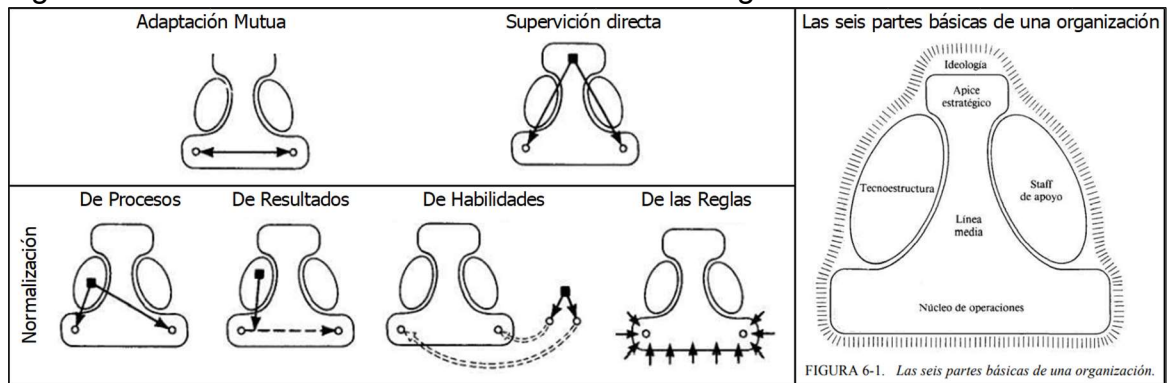 Adaptación Mutua
Supervición directa
Las seis partes básicas de una organización
Ideología
Apice
estratégico
Tecnoestructura
Staff
de apoyo
Línea
media
Núcleo de operaciones
FIGURA 6-1. Las seis partes básicas de una organización.
Normalización
De Procesos
De Resultados
De Habilidades
De las Reglas